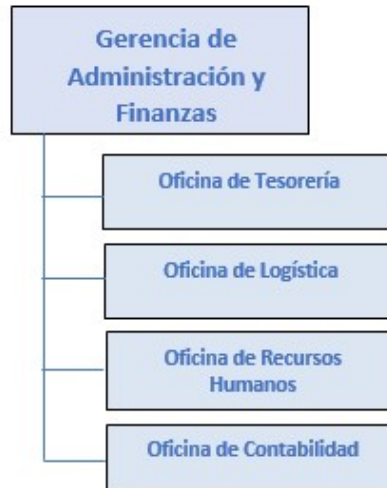 Gerencia de
Administración y
Finanzas
Oficina de Tesorería
Oficina de Logística
Oficina de Recursos
Humanos
Oficina de Contabilidad